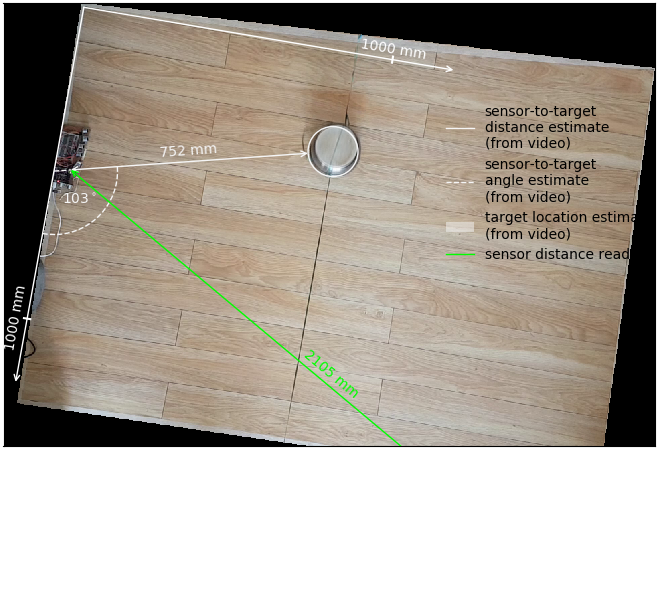 1000 mm
sensor-to-target
distance estimate
(from video)
752 mm
sensor-to-target
angle estimate
(from video)
103°
target location estima
(from video)
sensor distance read
1000 mm
2105 mm